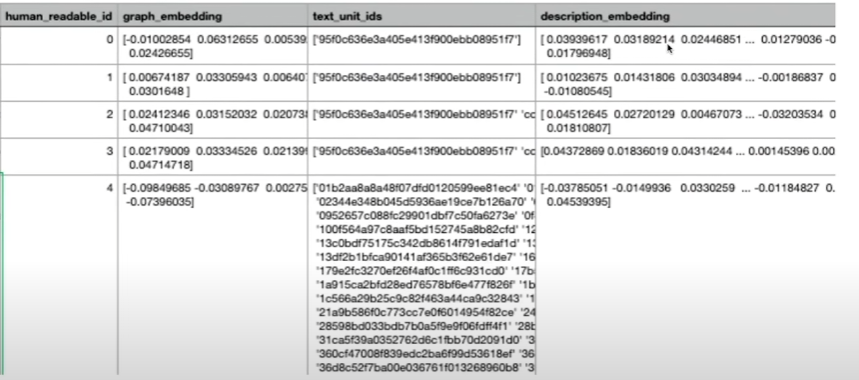 human_readable_id graph_embedding text_unit_ids description_embedding
0 [-0.01002854 0.06312655 0.00539 ['95f0c636e3a405e413f900ebb08951f7'] [ 0.03939617 0.03189214 0.02446851 ... 0.01279036 -0
0.02426655] 0.01796948]
1 [ 0.00674187 0.03305943 0.00640 ['95f0c636e3a405e413f900ebb08951f7'] [ 0.01023675 0.01431806 0.03034894 ... -0.00186837 0
0.0301648 ] -0.01080545]
2 [ 0.02412346 0.03152032 0.02073 ['95f0c636e3a405e413f900ebb08951f7' 'cc [ 0.04512645 0.02720129 0.00467073 ... -0.03203534 0
0.04710043] 0.01810807]
3 [ 0.02179009 0.03334526 0.02139 ['95f0c636e3a405e413f900ebb08951f7' 'cc [0.04372869 0.01836019 0.04314244 ... 0.00145396 0.00
0.04714718]
4 [-0.09849685 -0.03089767 0.00275 ['01b2aa8a8a48f07dfd0120599ee81ec4' '0 [-0.03785051 -0.0149936 0.0330259 ... -0.01184827 0.
-0.07396035] '02344e348b045d5936ae19ce7b126a70' 0.04539395]
'0952657c088fc29901dbf7c50fa6273e' '0f
'100f564a97c8aaf5bd152745a8b82cfd' '12
'13c0bdf75175c342db8614f791edaf1d' '13
'13df2b1bfca90141af365b3f62e61de7' '16
'179e2fc3270ef26f4af0c1ff6c931cd0' '17b
'1a915ca2bfd28ed76578bf6e477f826f' '1b
'1c566a29b25c9c82f463a44ca9c32843' '1
'21a9b586f0c773cc7e0f6014954f82ce' '24
'28598bd033bdb7b0a5f9e9f06fdff4f1' '28b
'31ca5f39a0352762d6c1fbb70d2091d0' '3
'360cf47008f839edc2ba6f99d53618ef' '36
'36d8c52f7ba00e036761f013268960b8' '3